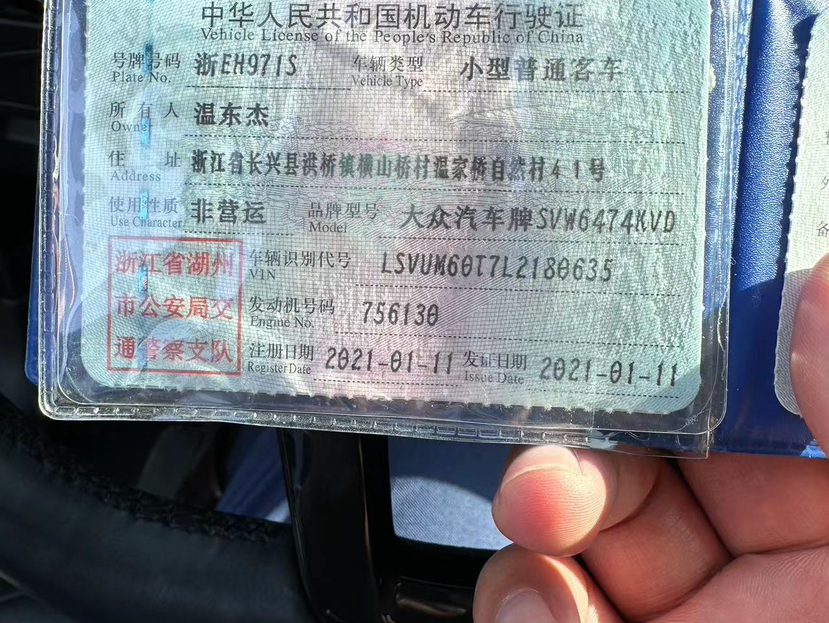 中华人民共和国机动车行驶证
Vehicle License of the People's Republic of China
号牌号码 浙EH971S 车辆类型 小型普通客车
Plate No. Vehicle Type
所有人 温东杰
Owner
住址 浙江省长兴县洪桥镇横山桥村温家桥自然村41号
Address
使用性质 非营运 品牌型号 大众汽车牌SVW6474KVD
Use Character Model
浙江省湖州
市公安局交
通警察支队
车辆识别代号 LSVUM60T7L2180635
VIN
发动机号码 756130
Engine No.
注册日期 2021-01-11 发证日期 2021-01-11
Register Date Issue Date